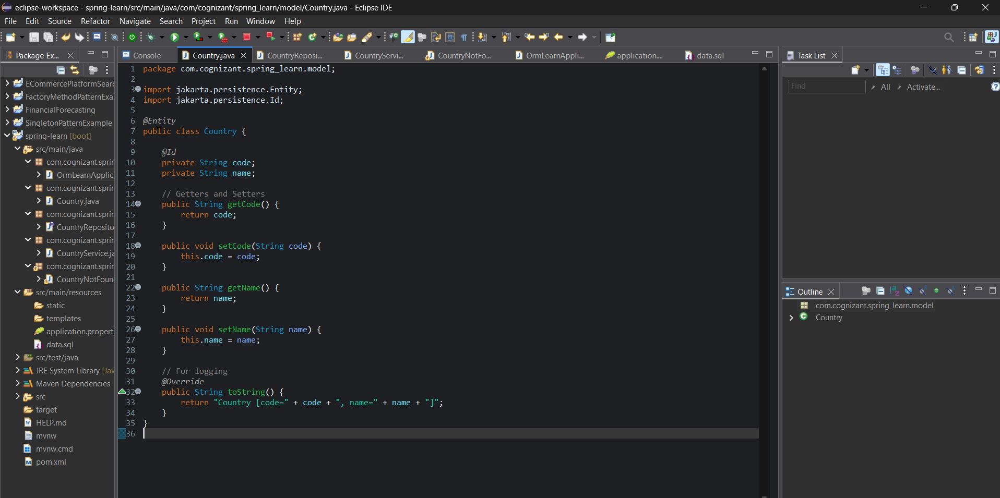 eclipse-workspace - spring-learn/src/main/java/com/cognizant/spring_learn/model/Country.java - Eclipse IDE
File Edit Source Refactor Navigate Search Project Run Window Help
Package Ex...
ECommercePlatformSearc
FactoryMethodPatternExa
FinancialForecasting
SingletonPatternExample
spring-learn [boot]
src/main/java
com.cognizant.sprin
OrmLearnApplica
com.cognizant.sprin
Country.java
com.cognizant.sprin
CountryReposito
com.cognizant.sprin
CountryService.ja
com.cognizant.sprin
CountryNotFoun
src/main/resources
static
templates
application.properti
data.sql
src/test/java
JRE System Library [Jav
Maven Dependencies
src
target
HELP.md
mvnw
mvnw.cmd
pom.xml
Console Country.java CountryReposi... CountryServi... CountryNotFo... OrmLearnAppli... application.... data.sql
1 package com.cognizant.spring_learn.model;
2
3 import jakarta.persistence.Entity;
4 import jakarta.persistence.Id;
5
6 @Entity
7 public class Country {
8
9 @Id
10 private String code;
11 private String name;
12
13 // Getters and Setters
14 public String getCode() {
15 return code;
16 }
17
18 public void setCode(String code) {
19 this.code = code;
20 }
21
22 public String getName() {
23 return name;
24 }
25
26 public void setName(String name) {
27 this.name = name;
28 }
29
30 // For logging
31 @Override
32 public String toString() {
33 return "Country [code=" + code + ", name=" + name + "]";
34 }
35 }
36
Task List
Find All Activate...
Outline
com.cognizant.spring_learn.model
Country